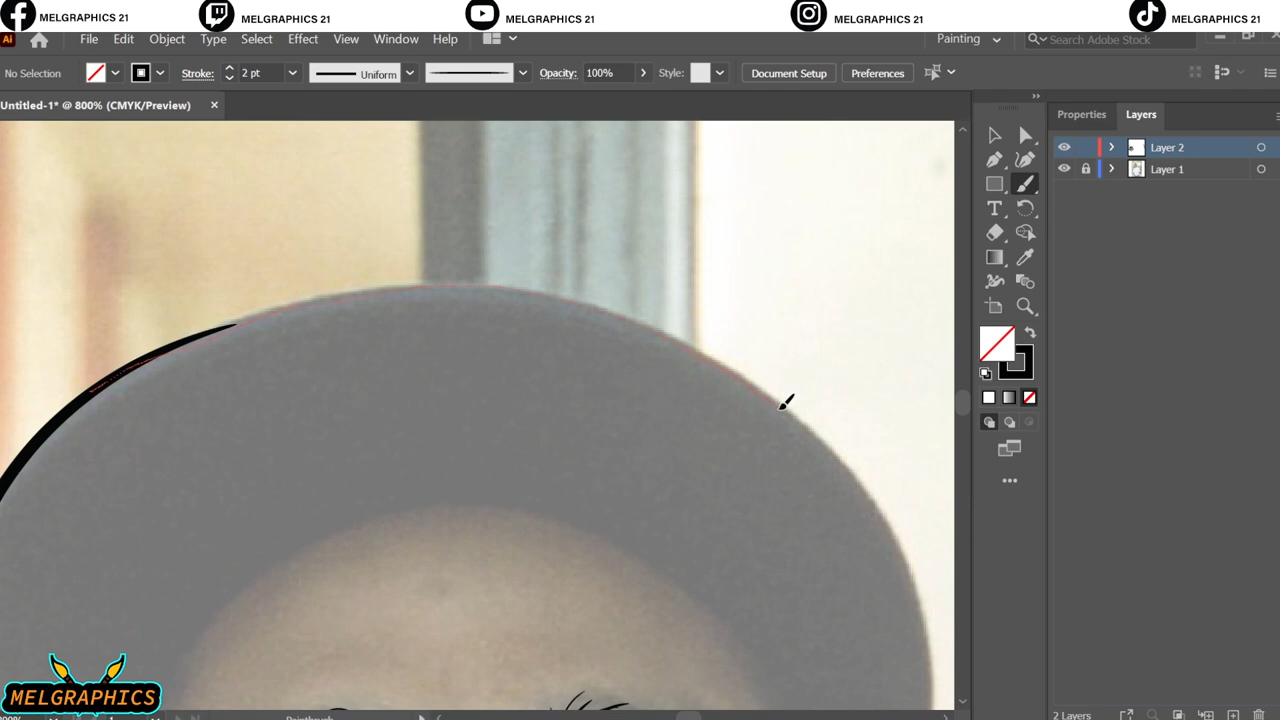 MELGRAPHICS 21
MELGRAPHICS 21
MELGRAPHICS 21
MELGRAPHICS 21
MELGRAPHICS 21
Ai
File
Edit
Object
Type
Select
Effect
View
Window
Help
Painting
Search Adobe Stock
No Selection
Stroke:
2 pt
Uniform
Opacity:
100%
Style:
Document Setup
Preferences
Untitled-1* @ 800% (CMYK/Preview)
Properties
Layers
Layer 2
Layer 1
MELGRAPHICS
Paintbrush
2 Layers